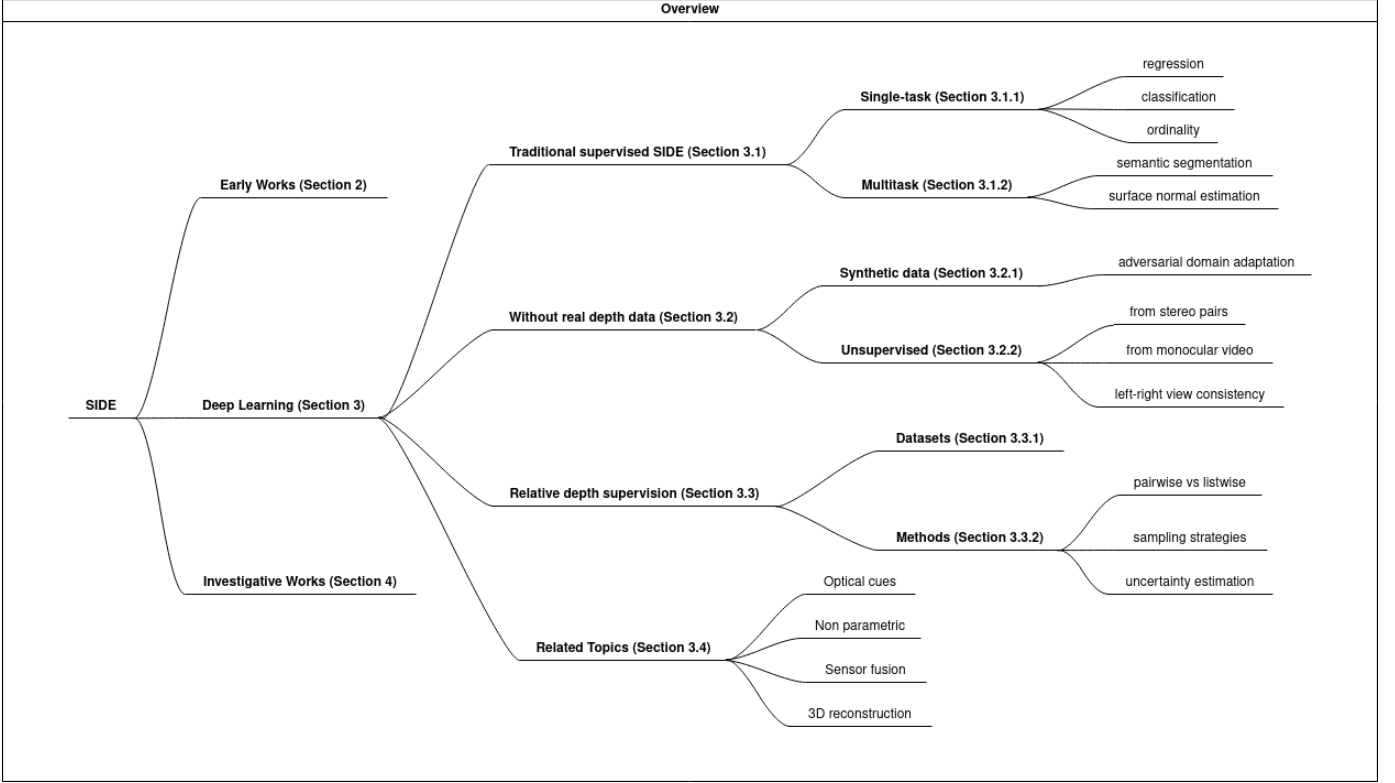 Overview
SIDE
Early Works (Section 2)
Deep Learning (Section 3)
Traditional supervised SIDE (Section 3.1)
Single-task (Section 3.1.1)
regression
classification
ordinality
Multitask (Section 3.1.2)
semantic segmentation
surface normal estimation
Without real depth data (Section 3.2)
Synthetic data (Section 3.2.1)
adversarial domain adaptation
Unsupervised (Section 3.2.2)
from stereo pairs
from monocular video
left-right view consistency
Relative depth supervision (Section 3.3)
Datasets (Section 3.3.1)
Methods (Section 3.3.2)
pairwise vs listwise
sampling strategies
uncertainty estimation
Related Topics (Section 3.4)
Optical cues
Non parametric
Sensor fusion
3D reconstruction
Investigative Works (Section 4)